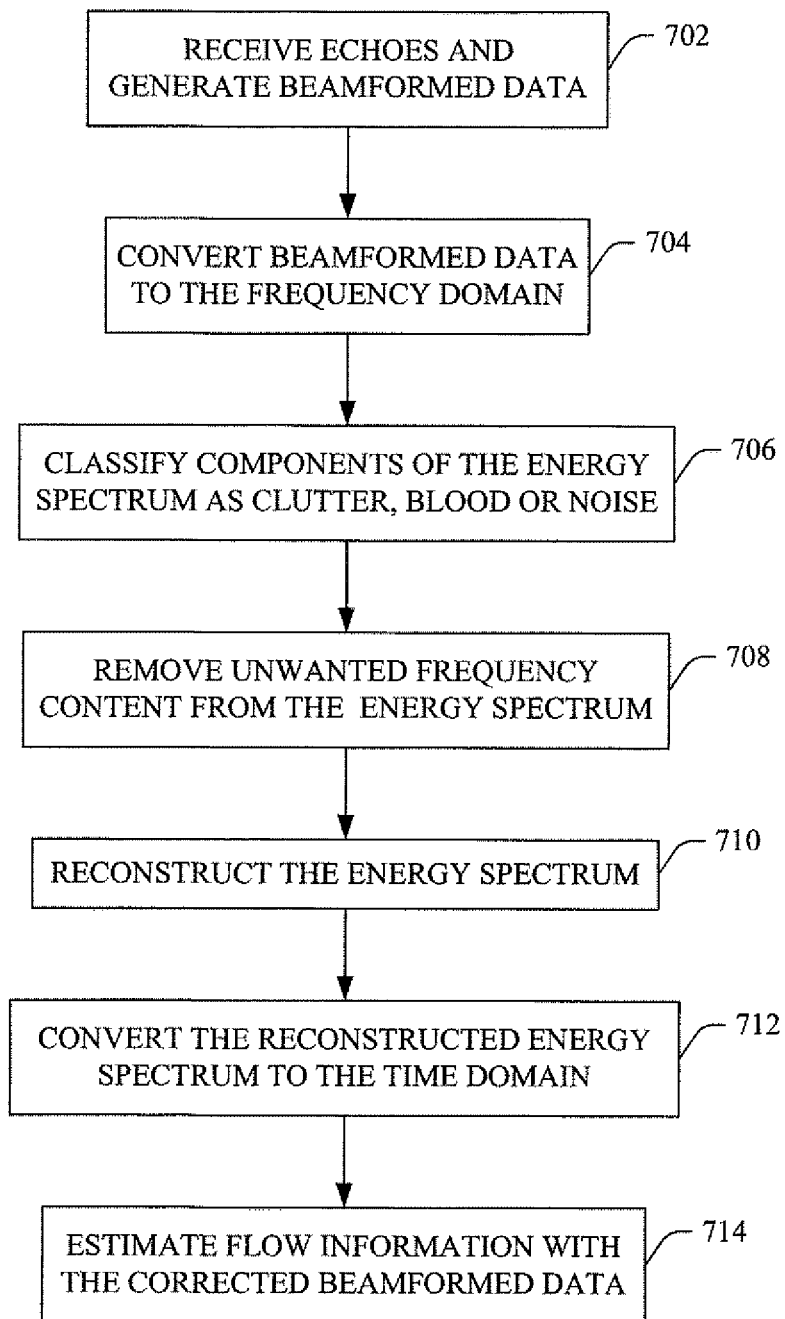 RECEIVE ECHOES AND
GENERATE BEAMFORMED DATA
702
CONVERT BEAMFORMED DATA
TO THE FREQUENCY DOMAIN
704
CLASSIFY COMPONENTS OF THE ENERGY
SPECTRUM AS CLUTTER, BLOOD OR NOISE
706
REMOVE UNWANTED FREQUENCY
CONTENT FROM THE ENERGY SPECTRUM
708
RECONSTRUCT THE ENERGY SPECTRUM
710
CONVERT THE RECONSTRUCTED ENERGY
SPECTRUM TO THE TIME DOMAIN
712
ESTIMATE FLOW INFORMATION WITH
THE CORRECTED BEAMFORMED DATA
714